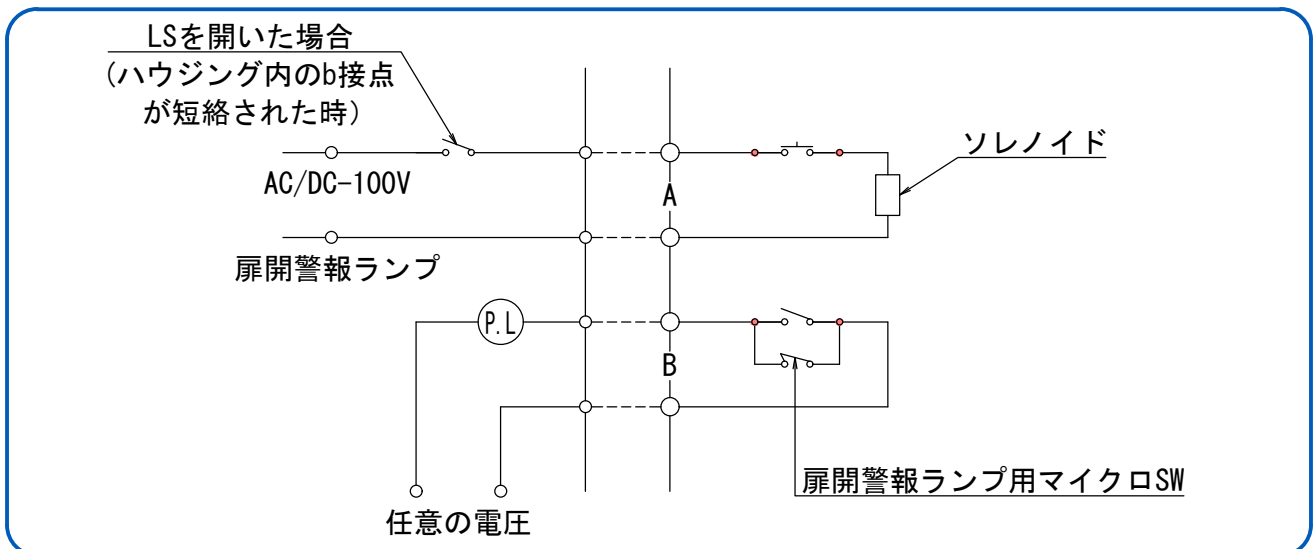 LSを開いた場合
(ハウジング内のb接点
が短絡された時)
ソレノイド
AC/DC-100V
A
扉開警報ランプ
P.L
B
扉開警報ランプ用マイクロSW
任意の電圧